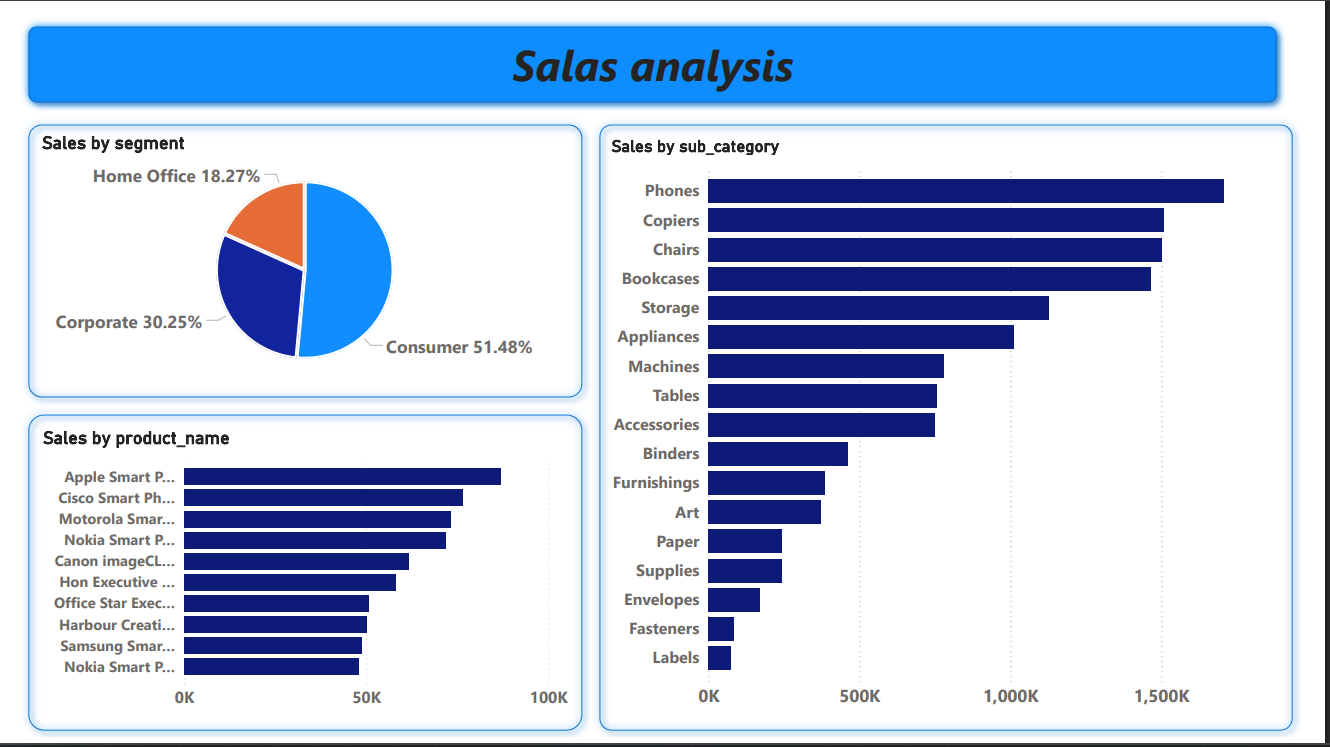 Salas analysis
Sales by segment
Home Office 18.27%
Corporate 30.25%
Consumer 51.48%
Sales by product_name
Apple Smart P...
Cisco Smart Ph...
Motorola Smar...
Nokia Smart P...
Canon imageCL...
Hon Executive ...
Office Star Exec...
Harbour Creati...
Samsung Smar...
Nokia Smart P...
0K 50K 100K
Sales by sub_category
Phones
Copiers
Chairs
Bookcases
Storage
Appliances
Machines
Tables
Accessories
Binders
Furnishings
Art
Paper
Supplies
Envelopes
Fasteners
Labels
0K 500K 1,000K 1,500K